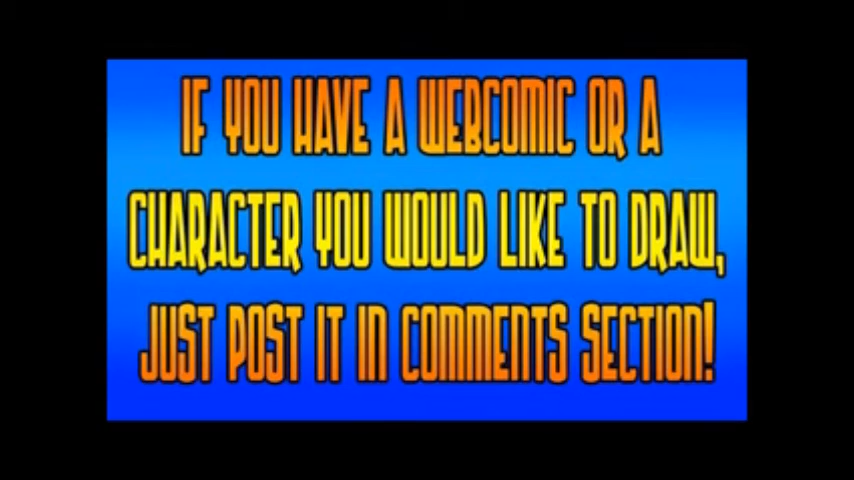 IF YOU HAVE A WEBCOMIC OR A
CHARACTER YOU WOULD LIKE TO DRAW,
JUST POST IT IN COMMENTS SECTION!